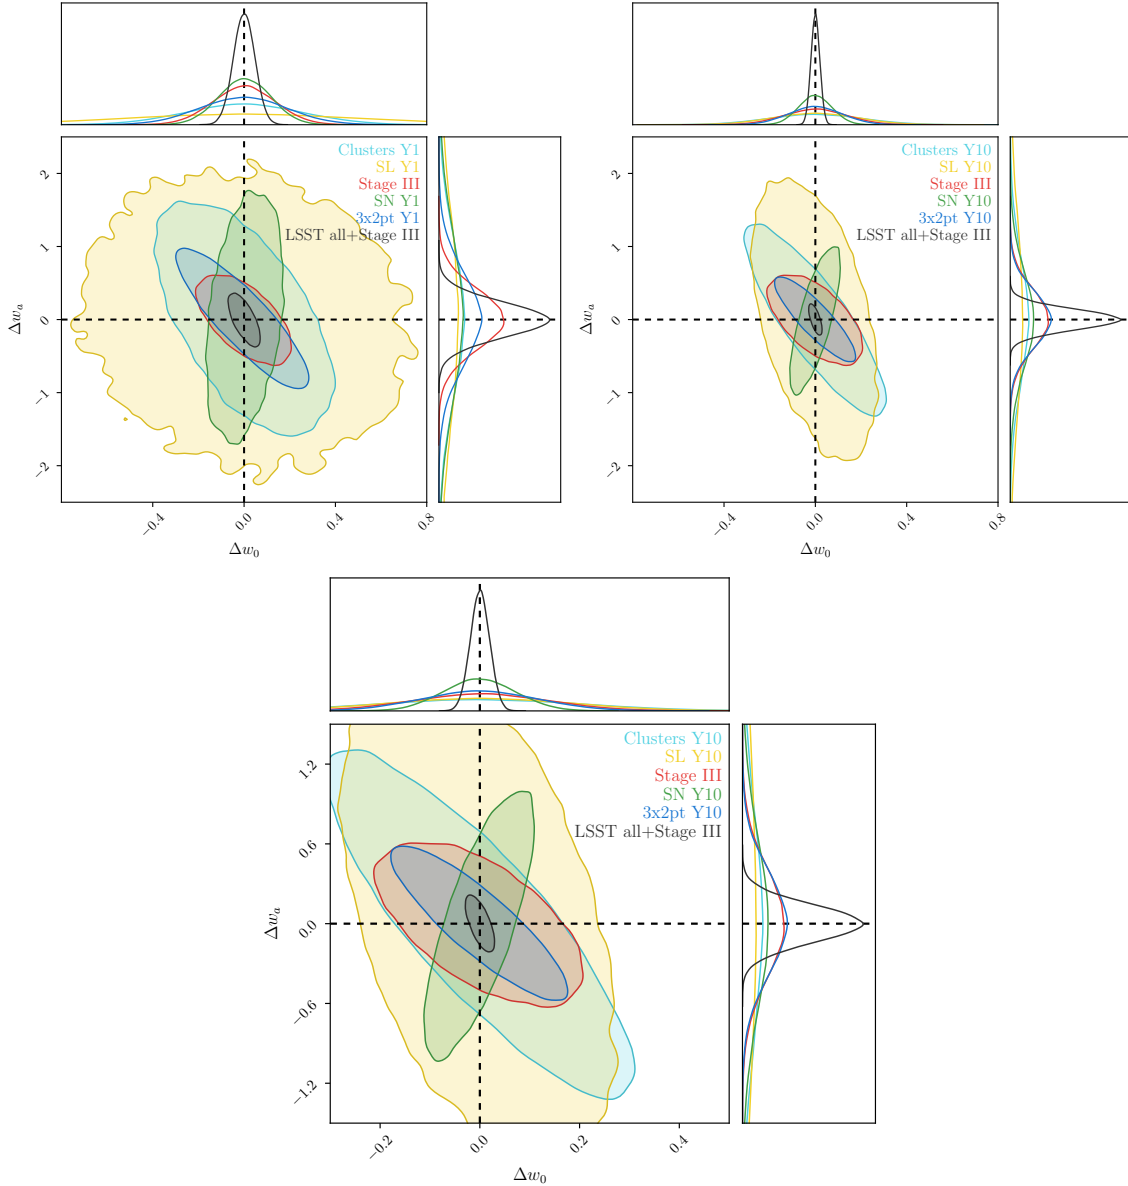 Clusters Y1
SL Y1
Stage III
SN Y1
3x2pt Y1
LSST all+Stage III
2
1
0
−1
−2
Δw_a
−0.4
0.0
0.4
0.8
Δw_0
Clusters Y10
SL Y10
Stage III
SN Y10
3x2pt Y10
LSST all+Stage III
2
1
0
−1
−2
Δw_a
−0.4
0.0
0.4
0.8
Δw_0
Clusters Y10
SL Y10
Stage III
SN Y10
3x2pt Y10
LSST all+Stage III
1.2
0.6
0.0
−0.6
−1.2
Δw_a
−0.2
0.0
0.2
0.4
Δw_0